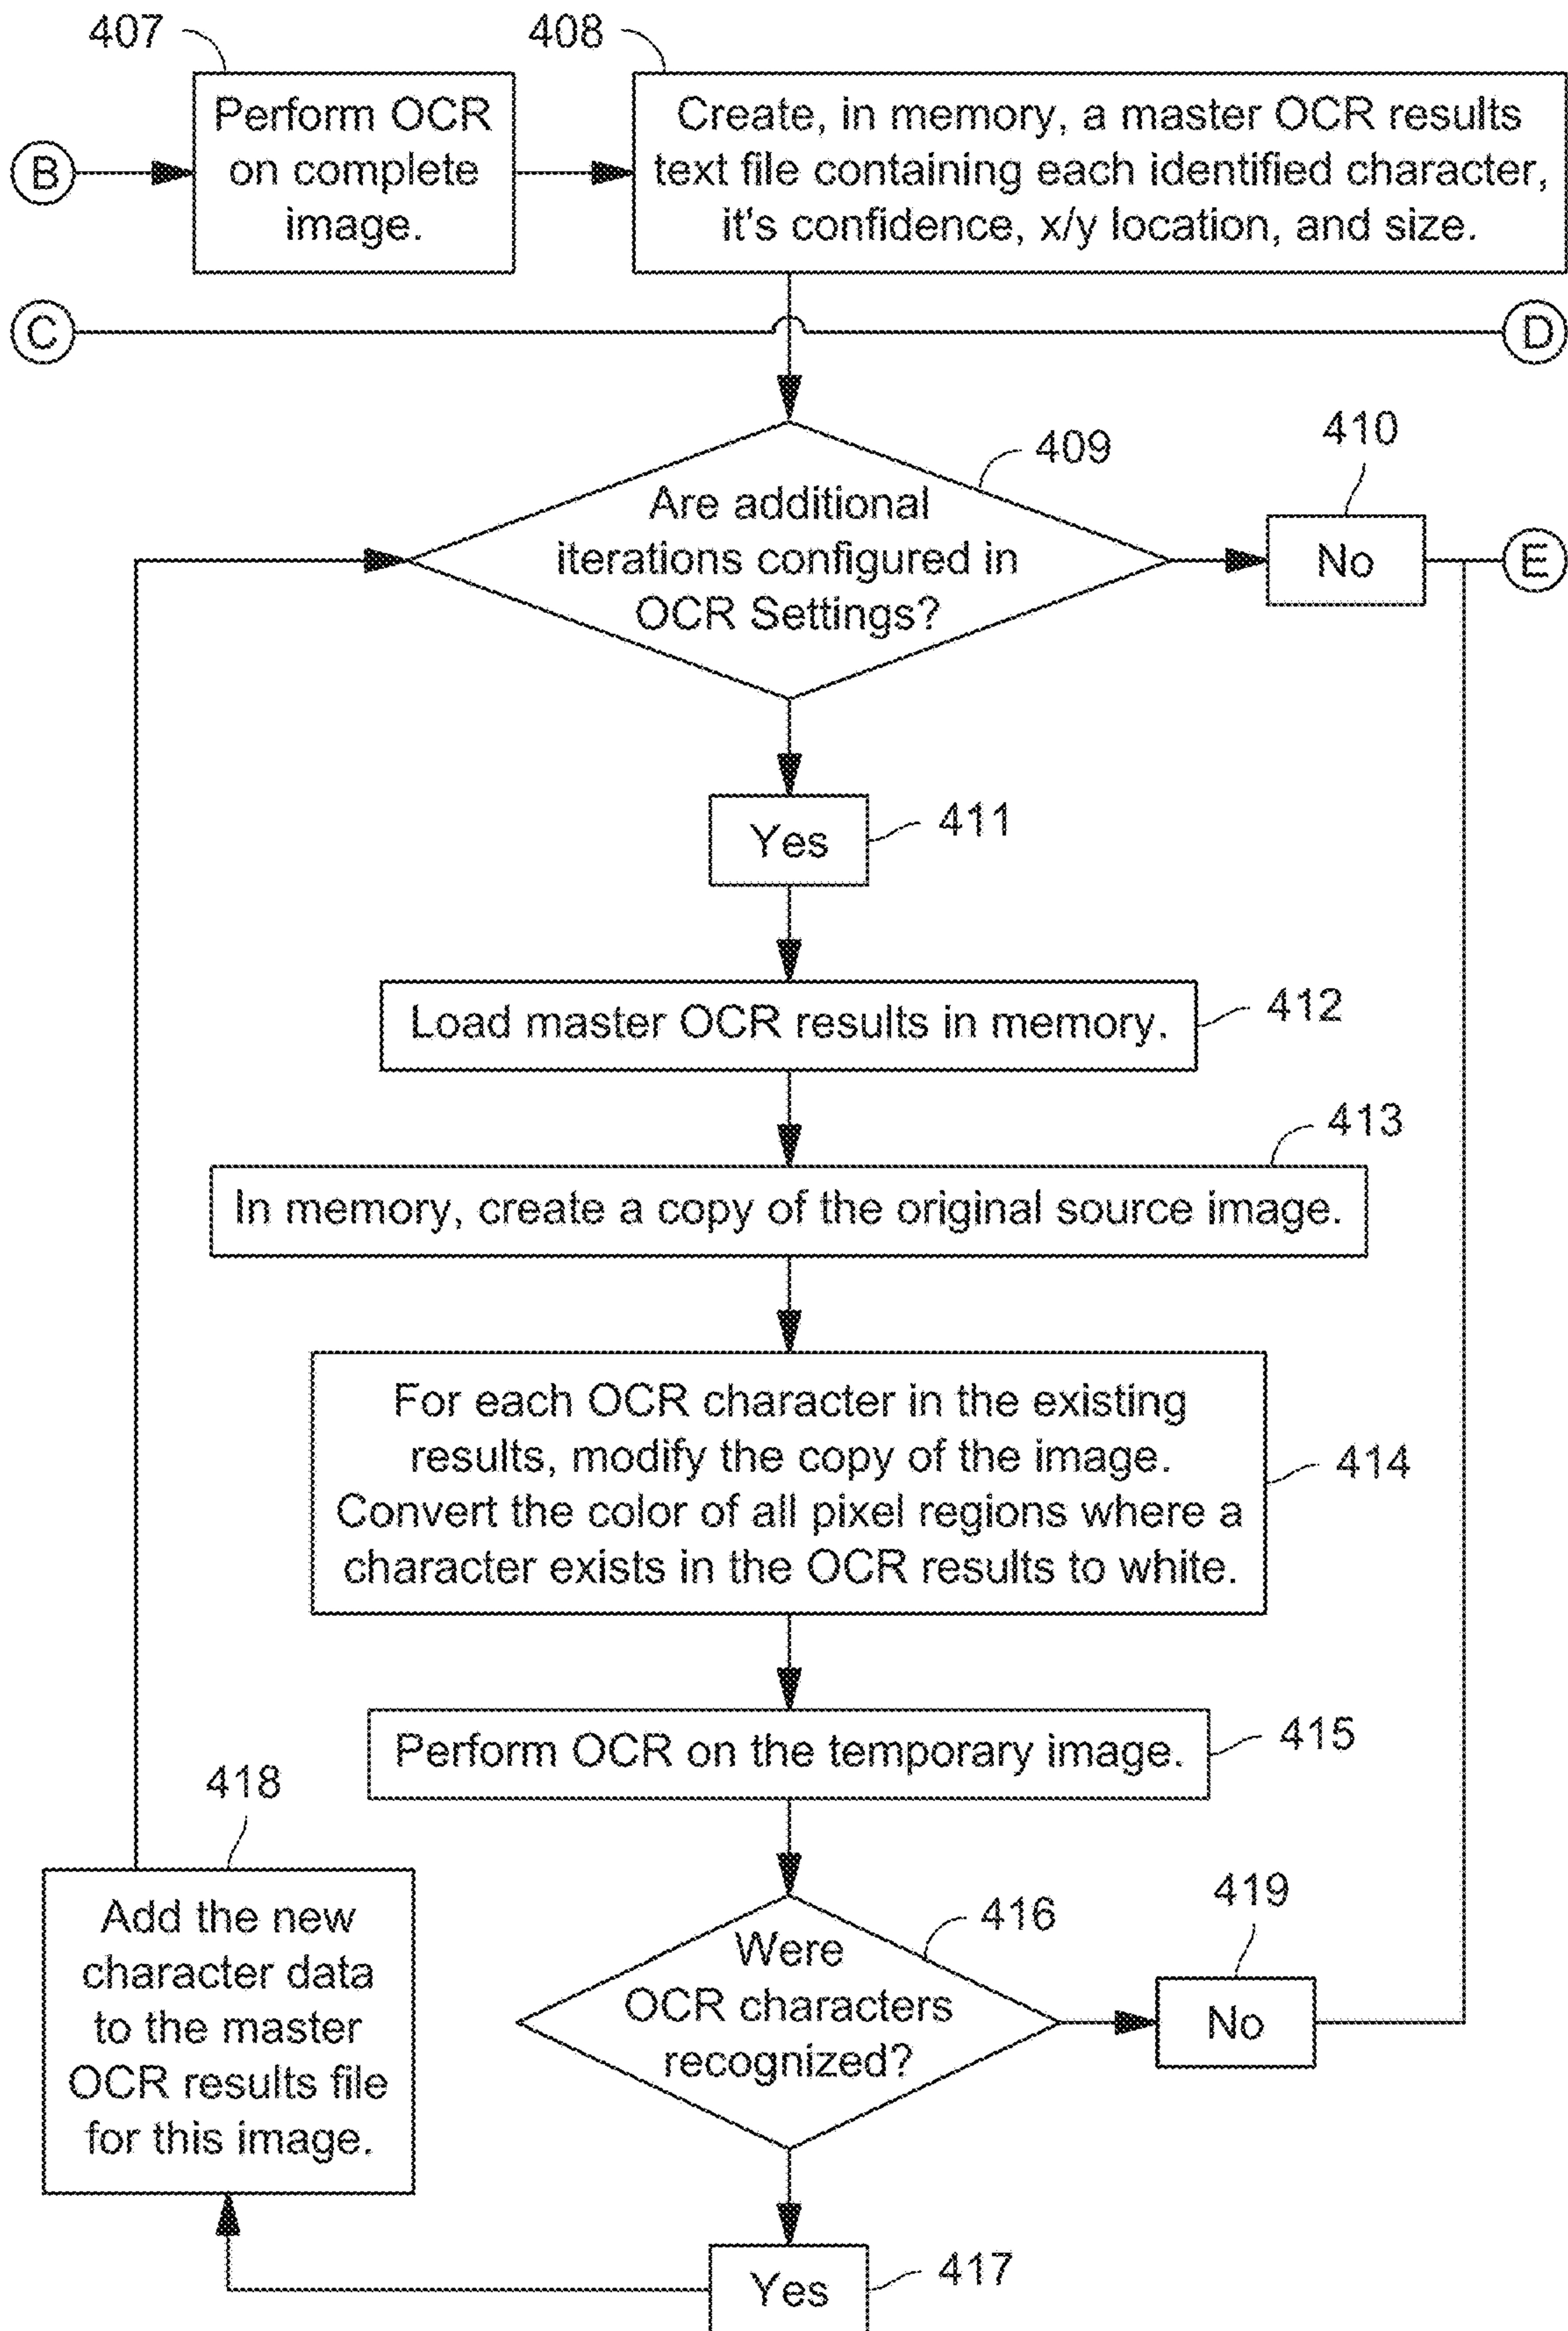 407
408
Perform OCR
on complete
image.
Create, in memory, a master OCR results
text file containing each identified character,
it's confidence, x/y location, and size.
B
C
D
409
410
Are additional
iterations configured in
OCR Settings?
No
E
Yes
411
Load master OCR results in memory.
412
413
In memory, create a copy of the original source image.
For each OCR character in the existing
results, modify the copy of the image.
Convert the color of all pixel regions where a
character exists in the OCR results to white.
414
Perform OCR on the temporary image.
415
418
Add the new
character data
to the master
OCR results file
for this image.
416
419
Were
OCR characters
recognized?
No
Yes
417